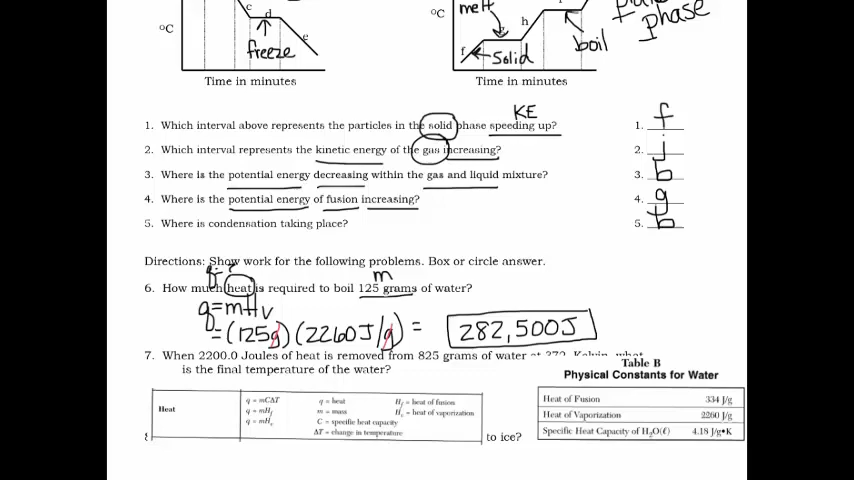 c
d
e
°C
freeze
Time in minutes
°C
melt
f
g
h
solid
boil
phase
Time in minutes
KE
1. Which interval above represents the particles in the solid phase speeding up? 1. f
2. Which interval represents the kinetic energy of the gas increasing? 2. j
3. Where is the potential energy decreasing within the gas and liquid mixture? 3. b
4. Where is the potential energy of fusion increasing? 4. g
5. Where is condensation taking place? 5. b
Directions: Show work for the following problems. Box or circle answer.
q=? m
6. How much heat is required to boil 125 grams of water?
q=mHv
=(125g)(2260J/g) = 282,500J
7. When 2200.0 Joules of heat is removed from 825 grams of water at 372 Kelvin, what
is the final temperature of the water?
Table B
Physical Constants for Water
Heat of Fusion 334 J/g
Heat of Vaporization 2260 J/g
Specific Heat Capacity of H₂O(ℓ) 4.18 J/g•K
Heat
q = mCΔT q = heat Hf = heat of fusion
q = mHf m = mass Hv = heat of vaporization
q = mHv C = specific heat capacity
ΔT = change in temperature
to ice?